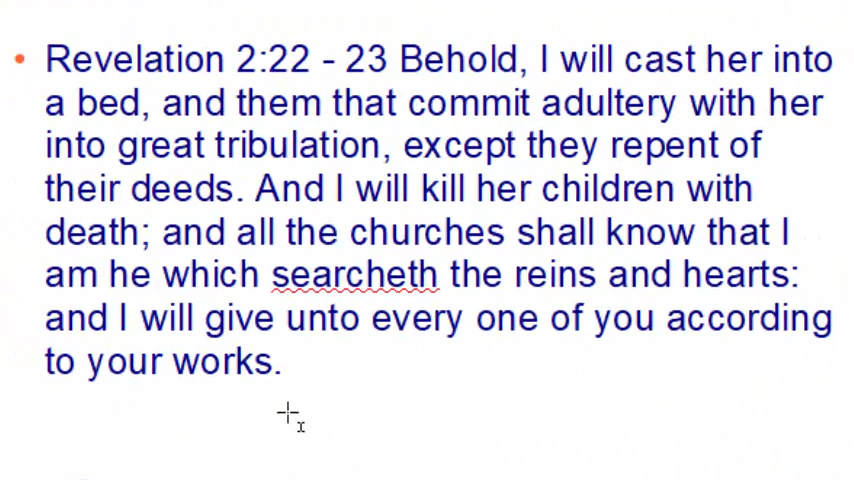 • Revelation 2:22 - 23 Behold, I will cast her into
a bed, and them that commit adultery with her
into great tribulation, except they repent of
their deeds. And I will kill her children with
death; and all the churches shall know that I
am he which searcheth the reins and hearts:
and I will give unto every one of you according
to your works.